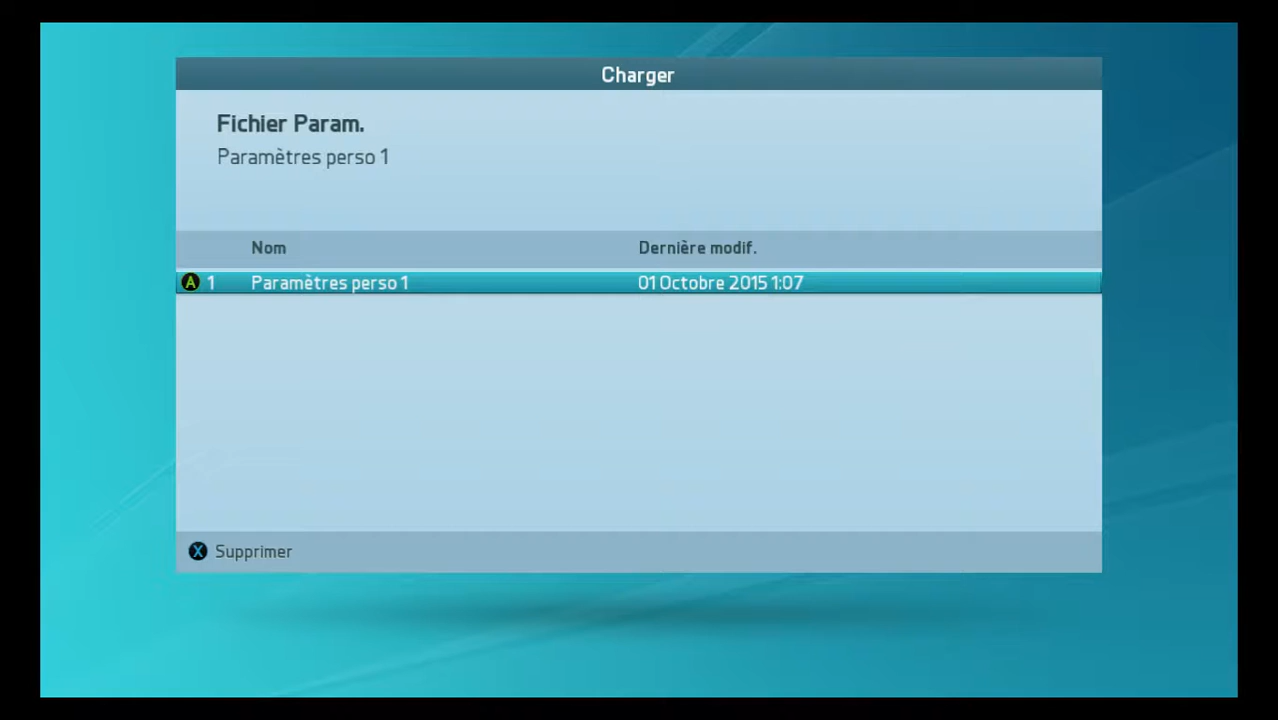 Charger
Fichier Param.
Paramètres perso 1
Nom Dernière modif.
A 1 Paramètres perso 1 01 Octobre 2015 1:07
X Supprimer